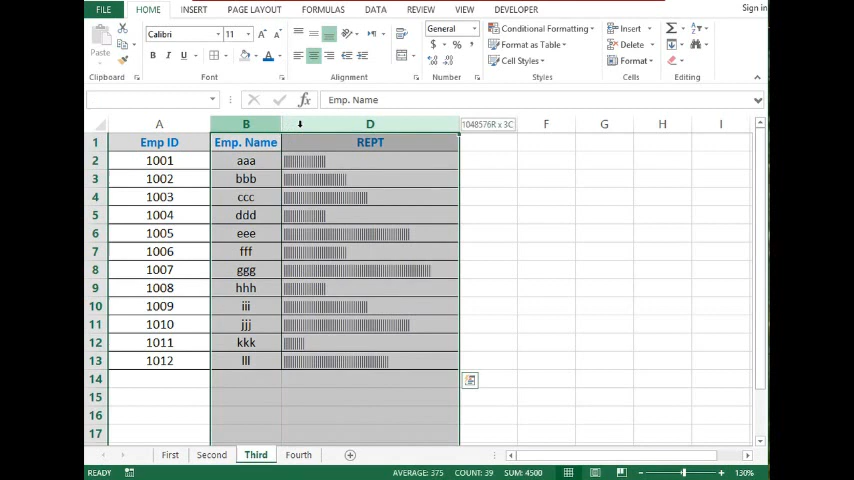 Sign in
FILE HOME INSERT PAGE LAYOUT FORMULAS DATA REVIEW VIEW DEVELOPER
Paste
Clipboard
Calibri 11
B I U
Font
Alignment
General
$ % ,
Number
Conditional Formatting
Format as Table
Cell Styles
Styles
Insert
Delete
Format
Cells
Editing
fx Emp. Name
A B D 1048576R x 3C F G H I
1 Emp ID Emp. Name REPT
2 1001 aaa ||||||||||||||||||||
3 1002 bbb ||||||||||||||||||||||||||||||
4 1003 ccc ||||||||||||||||||||||||||||||||||||||||
5 1004 ddd ||||||||||||||||||||
6 1005 eee ||||||||||||||||||||||||||||||||||||||||||||||||||||||||||||
7 1006 fff ||||||||||||||||||||||||||||||
8 1007 ggg ||||||||||||||||||||||||||||||||||||||||||||||||||||||||||||||||||||||
9 1008 hhh ||||||||||||||||||||
10 1009 iii ||||||||||||||||||||||||||||||||||||||||
11 1010 jjj ||||||||||||||||||||||||||||||||||||||||||||||||||||||||||||
12 1011 kkk ||||||||||
13 1012 lll ||||||||||||||||||||||||||||||||||||||||||||||||||
14
15
16
17
First Second Third Fourth
READY AVERAGE: 375 COUNT: 39 SUM: 4500 130%